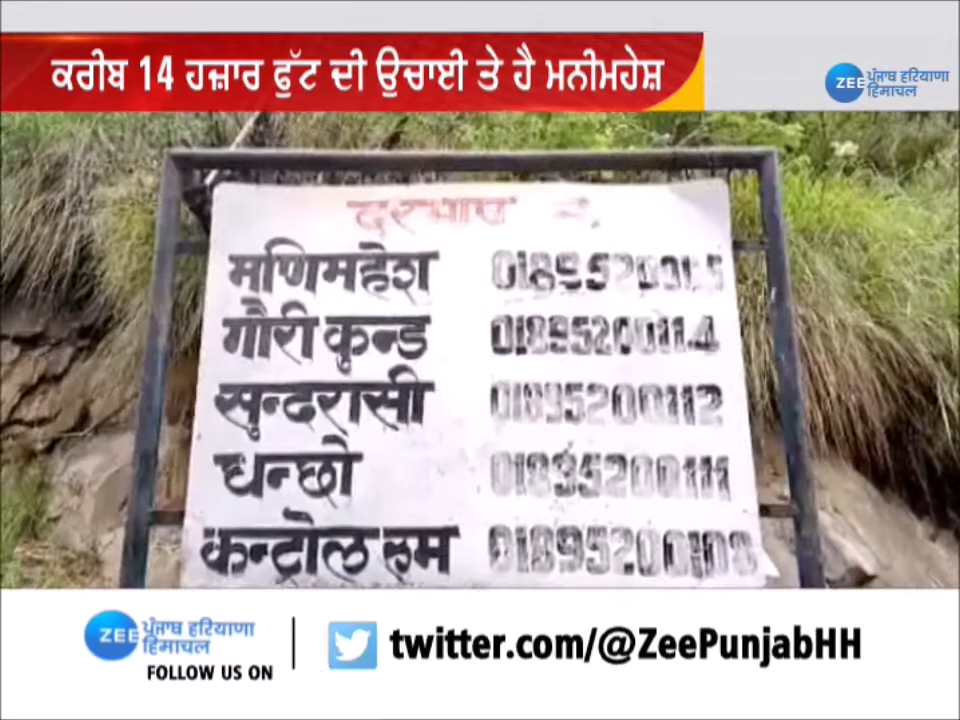 ਕਰੀਬ 14 ਹਜ਼ਾਰ ਫੁੱਟ ਦੀ ਉਚਾਈ ਤੇ ਹੈ ਮਨੀਮਹੇਸ਼
ZEE ਪੰਜਾਬ ਹਰਿਆਣਾ
ਹਿਮਾਚਲ
मणिमहेश
गौरी कुन्ड 01895200114
सुन्दरासी 01895200112
धन्छो 01895200111
कन्ट्रोल रुम 01895200108
ZEE ਪੰਜਾਬ ਹਰਿਆਣਾ
ਹਿਮਾਚਲ
FOLLOW US ON
twitter.com/@ZeePunjabHH